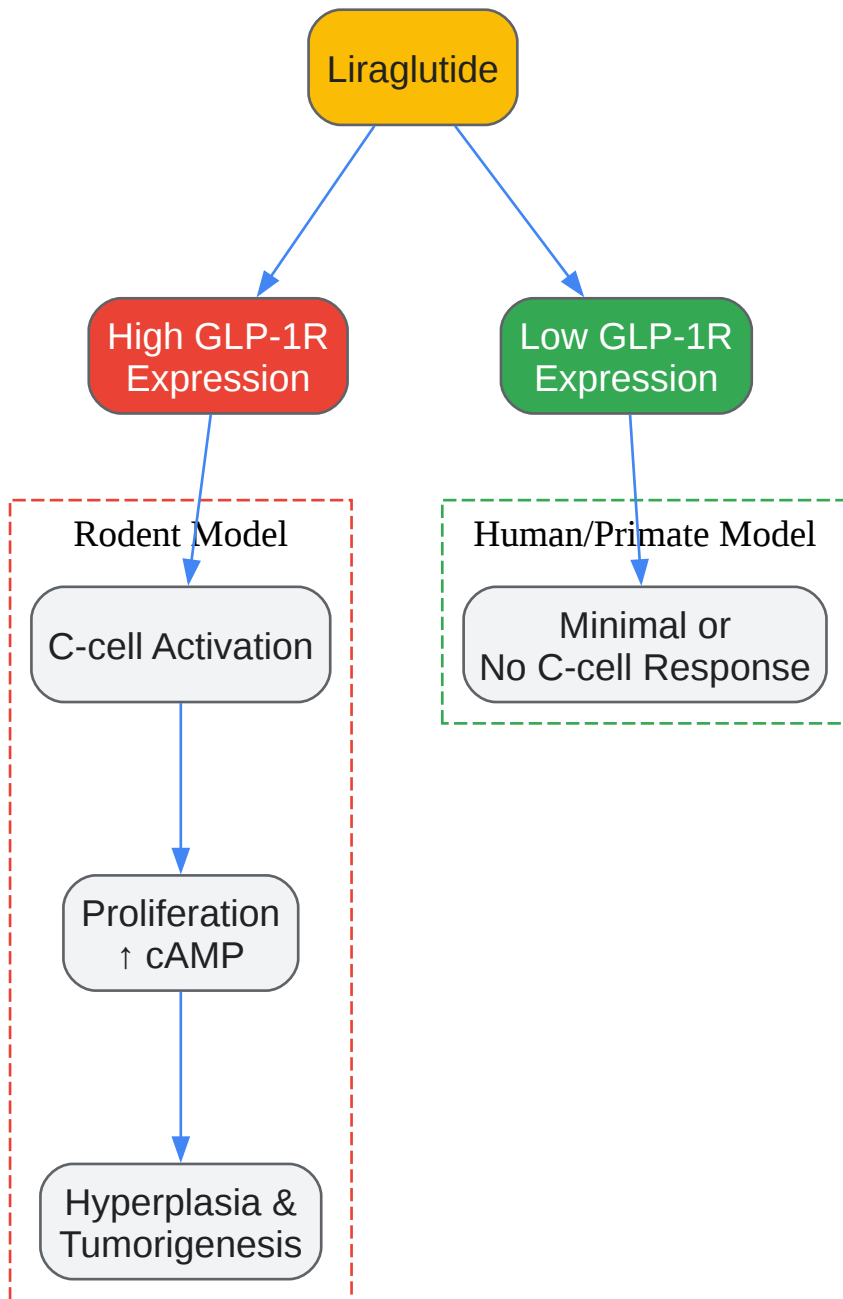 Liraglutide
High GLP-1R
Expression
Low GLP-1R
Expression
Rodent Model
C-cell Activation
Proliferation
↑ cAMP
Hyperplasia &
Tumorigenesis
Human/Primate Model
Minimal or
No C-cell Response